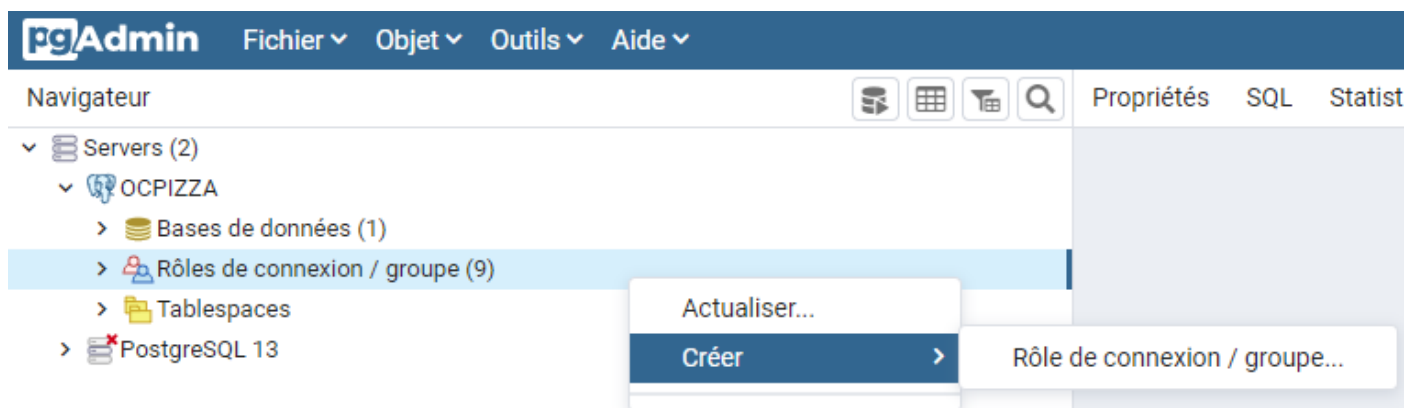 pgAdmin Fichier Objet Outils Aide
Navigateur Propriétés SQL Statist
Servers (2)
OCPIZZA
Bases de données (1)
Rôles de connexion / groupe (9)
Tablespaces Actualiser...
PostgreSQL 13 Créer Rôle de connexion / groupe...